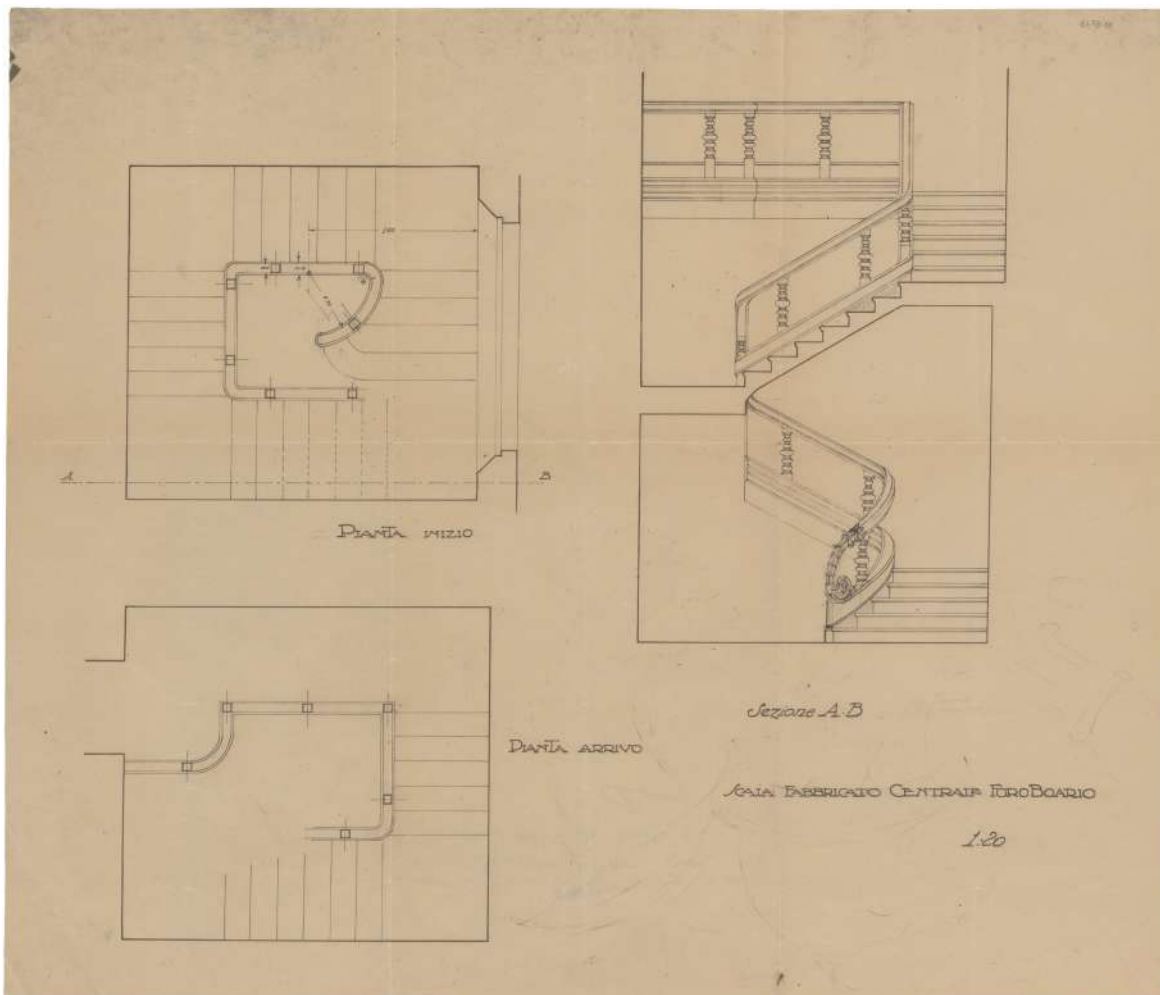 A
B
PIANTA INIZIO
PIANTA ARRIVO
Sezione A-B
SCALA FABBRICATO CENTRALE FORO BOARIO
1:20